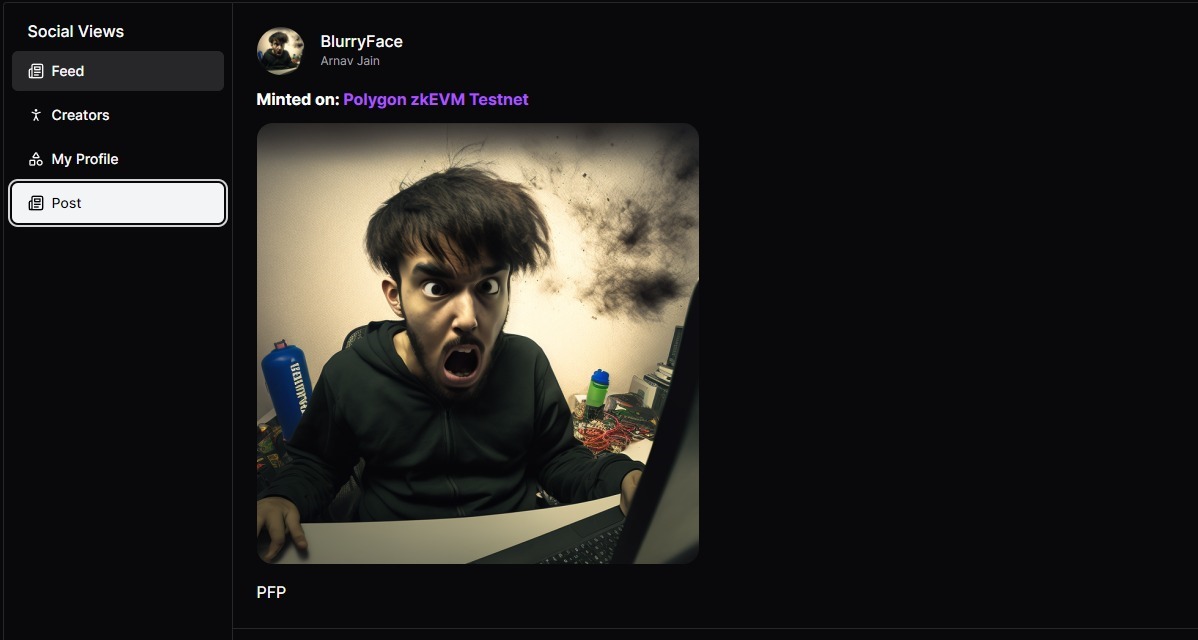 Social Views
Feed
Creators
My Profile
Post
BlurryFace
Arnav Jain
Minted on: Polygon zkEVM Testnet
PFP